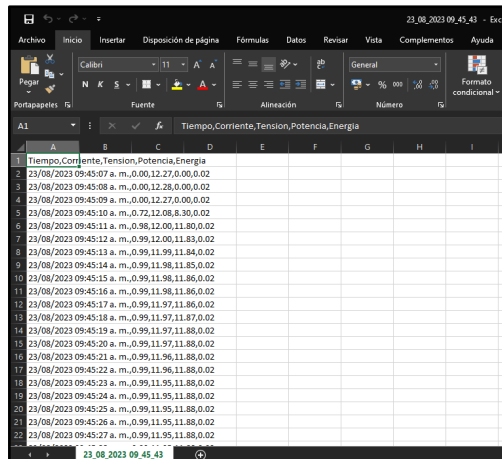 23_08_2023 09_45_43 - Exc
Archivo Inicio Insertar Disposición de página Fórmulas Datos Revisar Vista Complementos Ayuda
Pegar
Calibri 11 A A
General
N K S A
% 000
Formato
condicional
Portapapeles Fuente Alineación Número
A1 fx Tiempo,Corriente,Tension,Potencia,Energia
A B C D E F G H I
1 Tiempo,Corriente,Tension,Potencia,Energia
2 23/08/2023 09:45:07 a. m.,0.00,12.27,0.00,0.02
3 23/08/2023 09:45:08 a. m.,0.00,12.28,0.00,0.02
4 23/08/2023 09:45:09 a. m.,0.00,12.27,0.00,0.02
5 23/08/2023 09:45:10 a. m.,0.72,12.08,8.30,0.02
6 23/08/2023 09:45:11 a. m.,0.98,12.00,11.80,0.02
7 23/08/2023 09:45:12 a. m.,0.99,12.00,11.83,0.02
8 23/08/2023 09:45:13 a. m.,0.99,11.99,11.84,0.02
9 23/08/2023 09:45:14 a. m.,0.99,11.98,11.85,0.02
10 23/08/2023 09:45:15 a. m.,0.99,11.98,11.86,0.02
11 23/08/2023 09:45:16 a. m.,0.99,11.98,11.86,0.02
12 23/08/2023 09:45:17 a. m.,0.99,11.97,11.86,0.02
13 23/08/2023 09:45:18 a. m.,0.99,11.97,11.87,0.02
14 23/08/2023 09:45:19 a. m.,0.99,11.97,11.88,0.02
15 23/08/2023 09:45:20 a. m.,0.99,11.97,11.88,0.02
16 23/08/2023 09:45:21 a. m.,0.99,11.96,11.88,0.02
17 23/08/2023 09:45:22 a. m.,0.99,11.96,11.88,0.02
18 23/08/2023 09:45:23 a. m.,0.99,11.95,11.88,0.02
19 23/08/2023 09:45:24 a. m.,0.99,11.95,11.88,0.02
20 23/08/2023 09:45:25 a. m.,0.99,11.95,11.88,0.02
21 23/08/2023 09:45:26 a. m.,0.99,11.95,11.88,0.02
22 23/08/2023 09:45:27 a. m.,0.99,11.95,11.88,0.02
23_08_2023 09_45_43